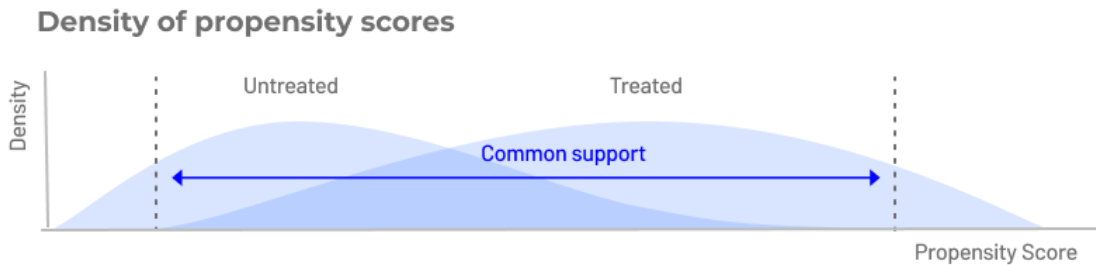 Density of propensity scores
Untreated
Treated
Density
Common support
Propensity Score